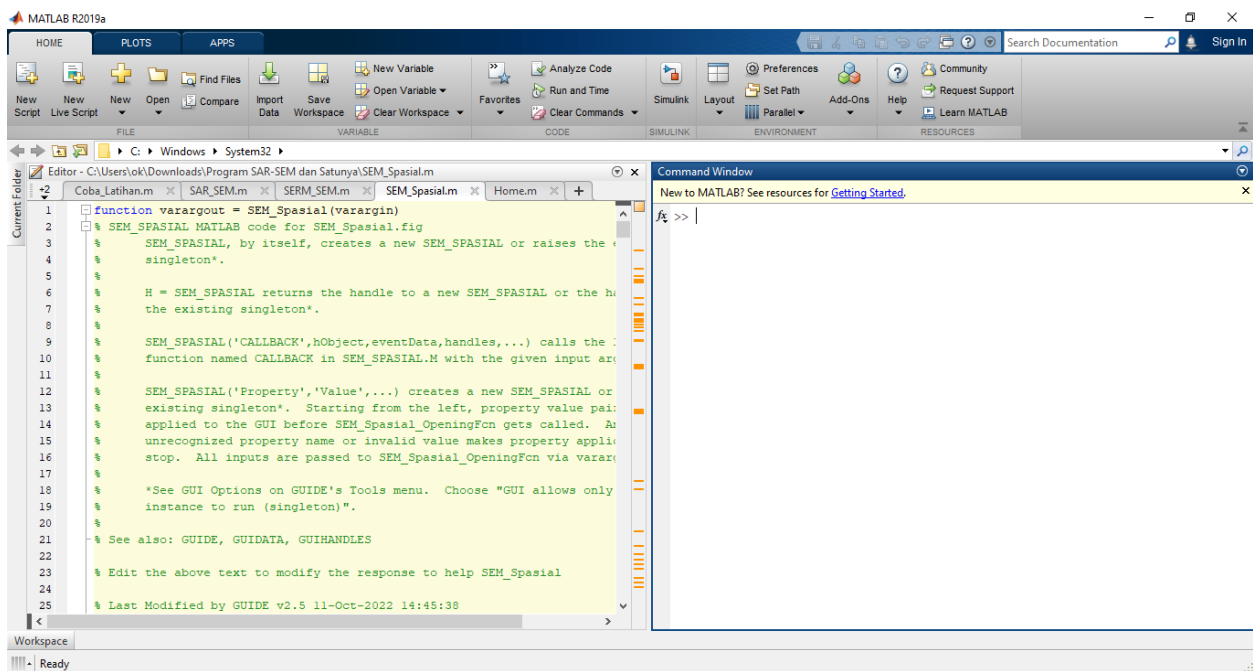 MATLAB R2019a
HOME PLOTS APPS Search Documentation Sign In
New Script
New Live Script
New
Open
Find Files
Compare
Import Data
Save Workspace
New Variable
Open Variable
Clear Workspace
Favorites
Analyze Code
Run and Time
Clear Commands
Simulink
Layout
Preferences
Set Path
Parallel
Add-Ons
Help
Community
Request Support
Learn MATLAB
FILE VARIABLE CODE SIMULINK ENVIRONMENT RESOURCES
C: Windows System32
Current Folder
Editor - C:\Users\ok\Downloads\Program SAR-SEM dan Satunya\SEM_Spasial.m
+2 Coba_Latihan.m SAR_SEM.m SERM_SEM.m SEM_Spasial.m Home.m +
1 function varargout = SEM_Spasial(varargin)
2 % SEM_SPASIAL MATLAB code for SEM_Spasial.fig
3 % SEM_SPASIAL, by itself, creates a new SEM_SPASIAL or raises the
4 % singleton*.
5 %
6 % H = SEM_SPASIAL returns the handle to a new SEM_SPASIAL or the
7 % the existing singleton*.
8 %
9 % SEM_SPASIAL('CALLBACK',hObject,eventData,handles,...) calls the
10 % function named CALLBACK in SEM_SPASIAL.M with the given input
11 %
12 % SEM_SPASIAL('Property','Value',...) creates a new SEM_SPASIAL or
13 % existing singleton*. Starting from the left, property value
14 % applied to the GUI before SEM_Spasial_OpeningFcn gets called.
15 % unrecognized property name or invalid value makes property
16 % stop. All inputs are passed to SEM_Spasial_OpeningFcn via
17 %
18 % *See GUI Options on GUIDE's Tools menu. Choose "GUI allows only
19 % instance to run (singleton)".
20 %
21 % See also: GUIDE, GUIDATA, GUIHANDLES
22
23 % Edit the above text to modify the response to help SEM_Spasial
24
25 % Last Modified by GUIDE v2.5 11-Oct-2022 14:45:38
Command Window
New to MATLAB? See resources for Getting Started.
fx >>
Workspace
Ready